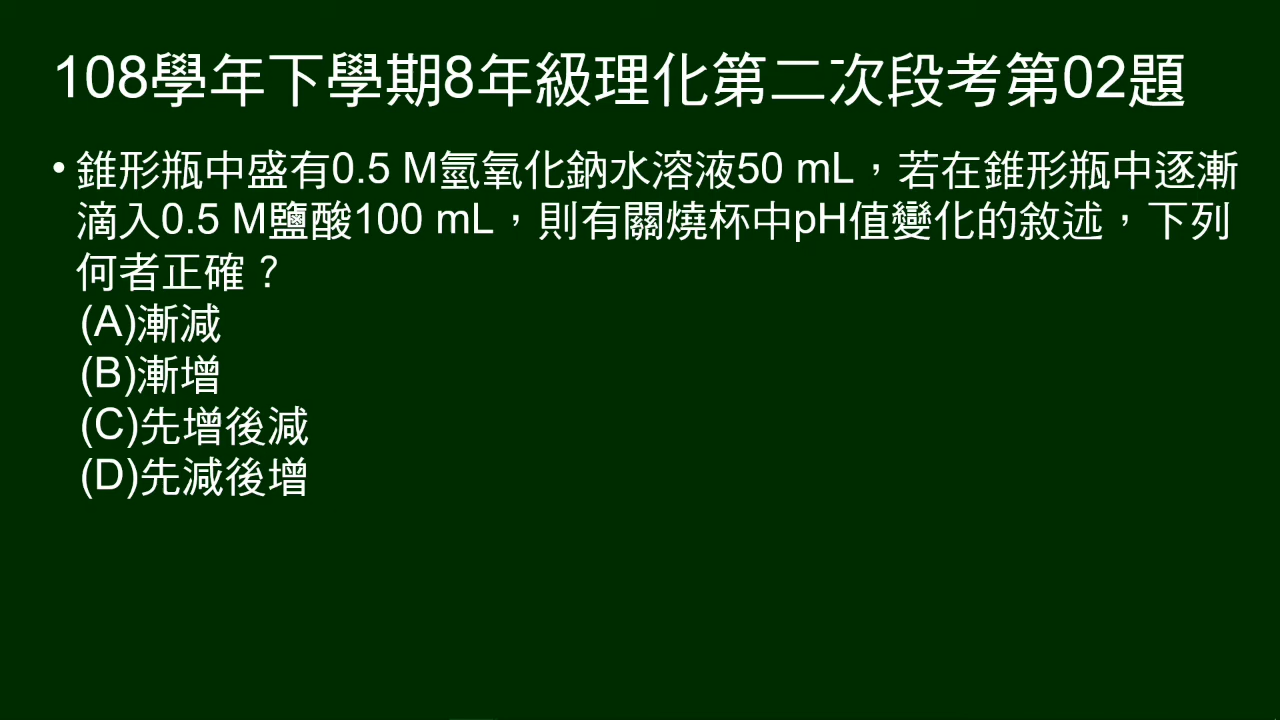 108學年下學期8年級理化第二次段考第02題
• 錐形瓶中盛有0.5 M氫氧化鈉水溶液50 mL，若在錐形瓶中逐漸
滴入0.5 M鹽酸100 mL，則有關燒杯中pH值變化的敘述，下列
何者正確？
(A)漸減
(B)漸增
(C)先增後減
(D)先減後增